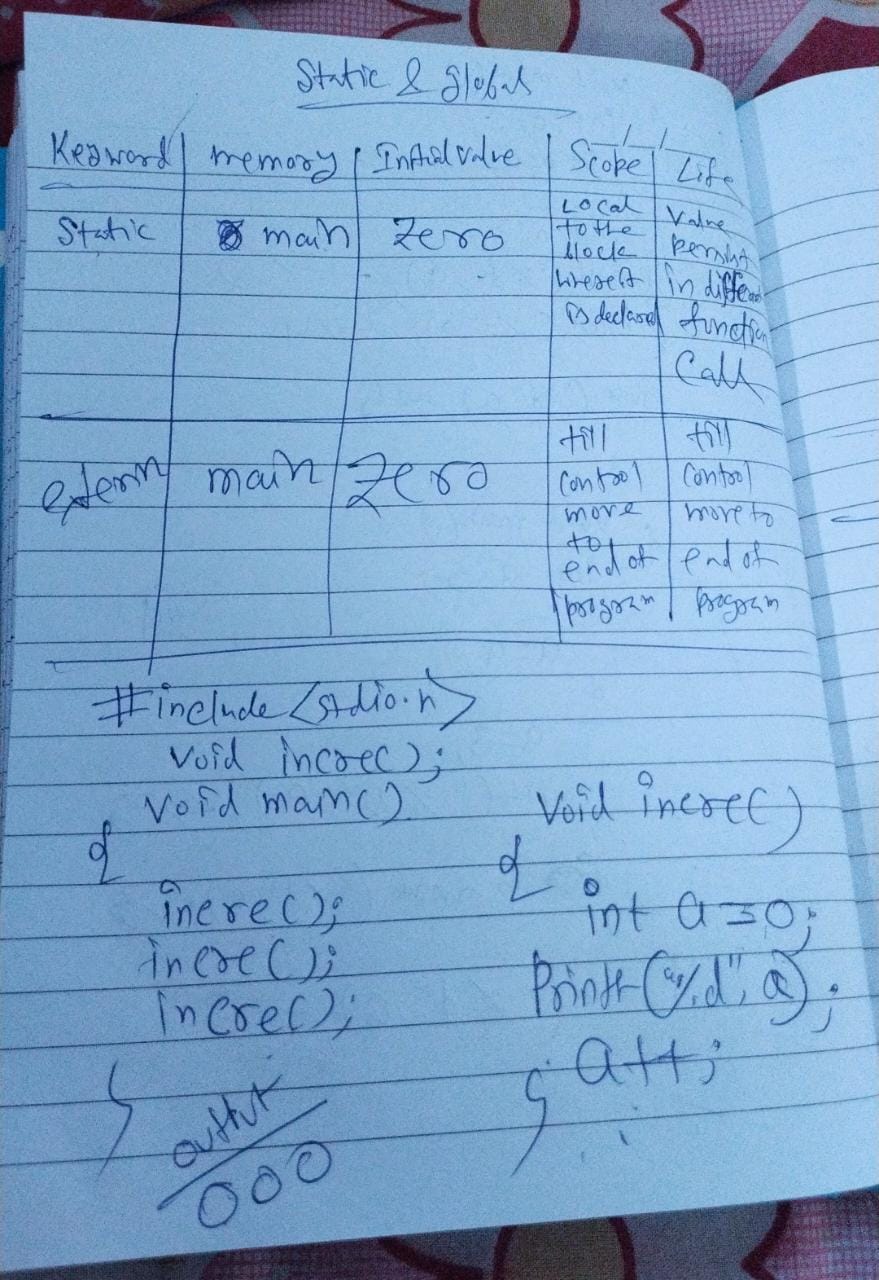 Static & global
Keyword memory Initial value Scope Life
Static main Zero
Local
to the
block
where it
is declared
Value
persist
in different
function
Call
extern main Zero
till
control
move
to
end of
program
till
control
move to
end of
program
#include <stdio.h>
void incre();
void main()
{
incre();
incre();
incre();
}
output
000
void incre()
{
int a=0;
Printf("%d", a);
a++;
}